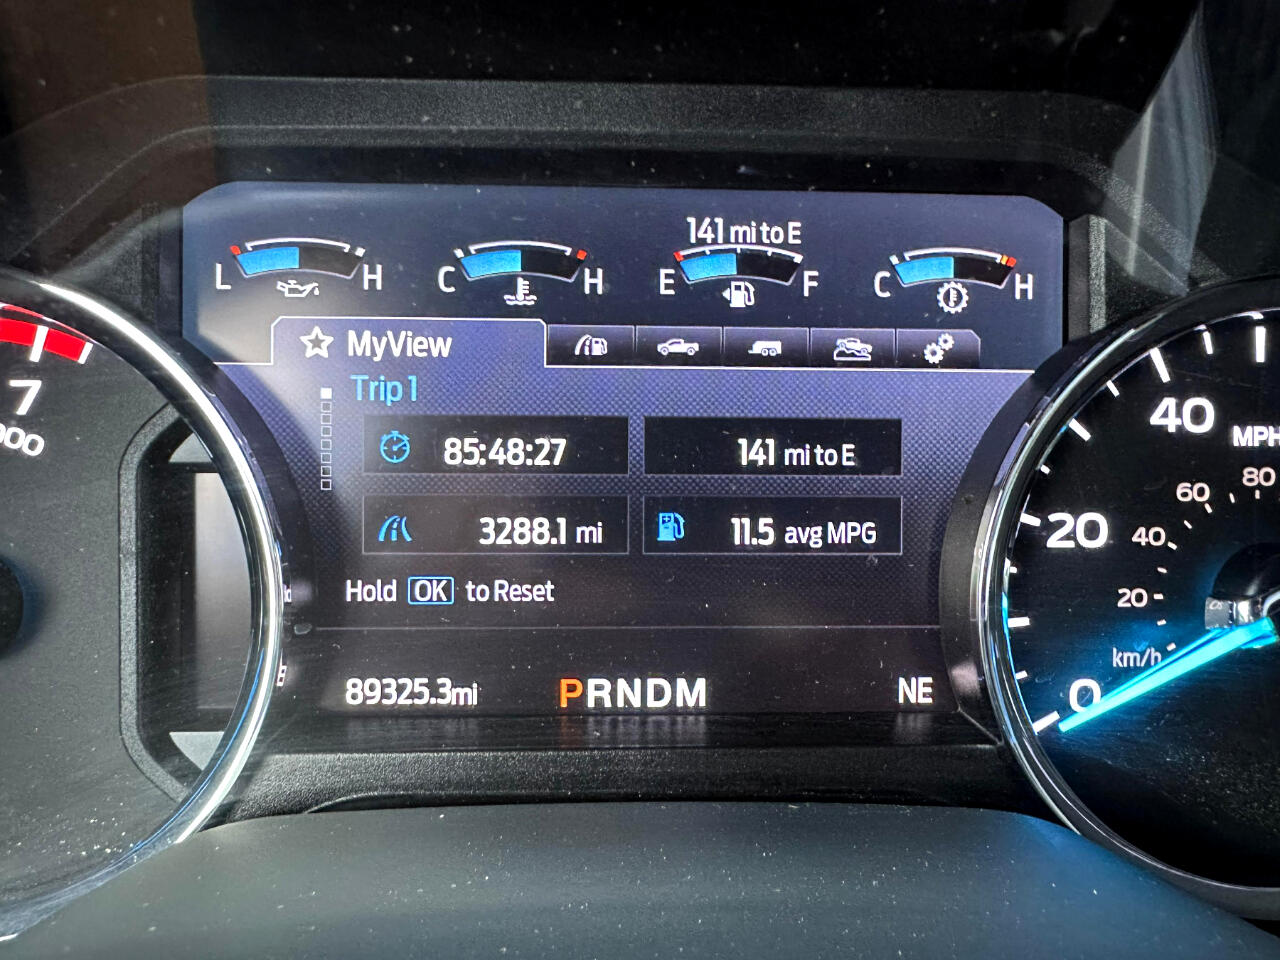 141 mi to E
L H
C H
E F
C H
MyView
Trip 1
85:48:27
141 mi to E
3288.1 mi
11.5 avg MPG
Hold OK to Reset
89325.3mi
PRNDM
NE
7
40
MPH
80
60
20
40
20
km/h
0